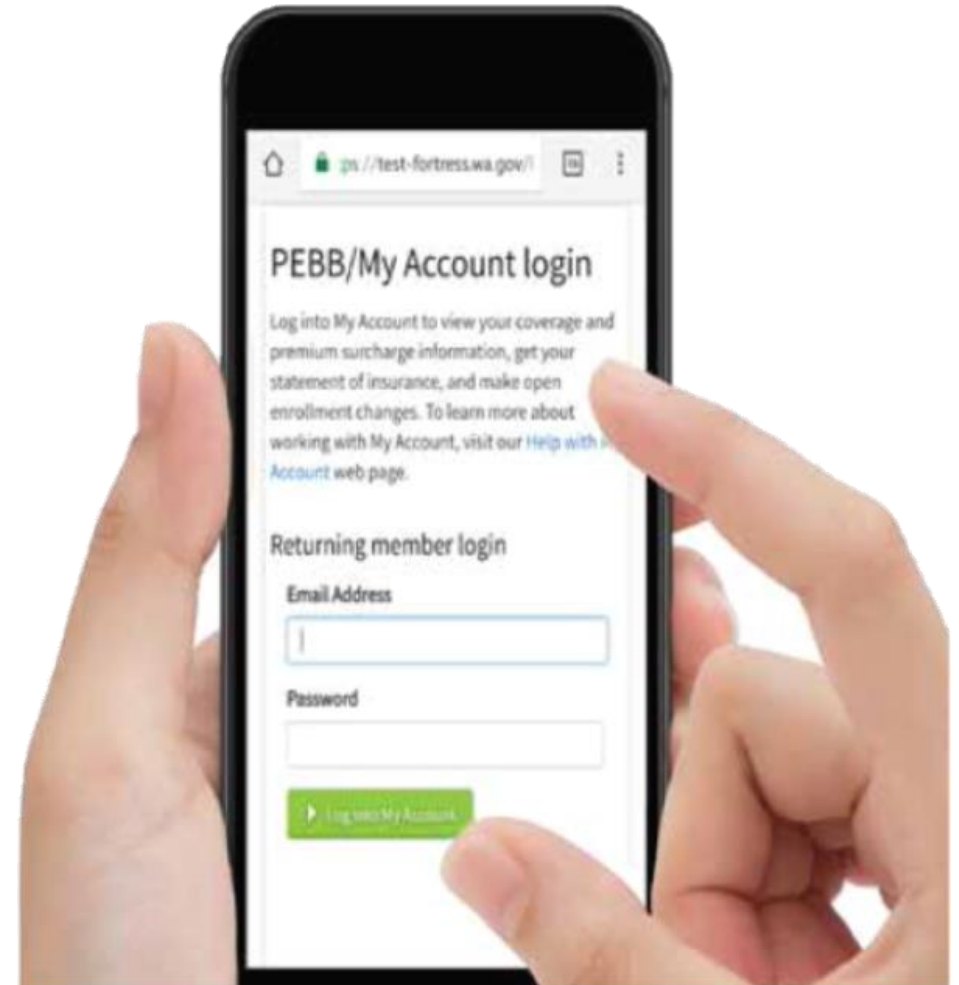 ps://test-fortress.wa.gov/
PEBB/My Account login
Log into My Account to view your coverage and
premium surcharge information, get your
statement of insurance, and make open
enrollment changes. To learn more about
working with My Account, visit our Help with
Account web page.
Returning member login
Email Address
Password
Log into My Account